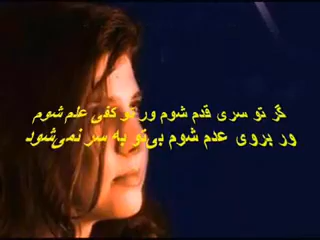 گر تو سری قدم شوم ور تو کفی علم شوم
ور بروی عدم شوم بی‌تو به سر نمی‌شود